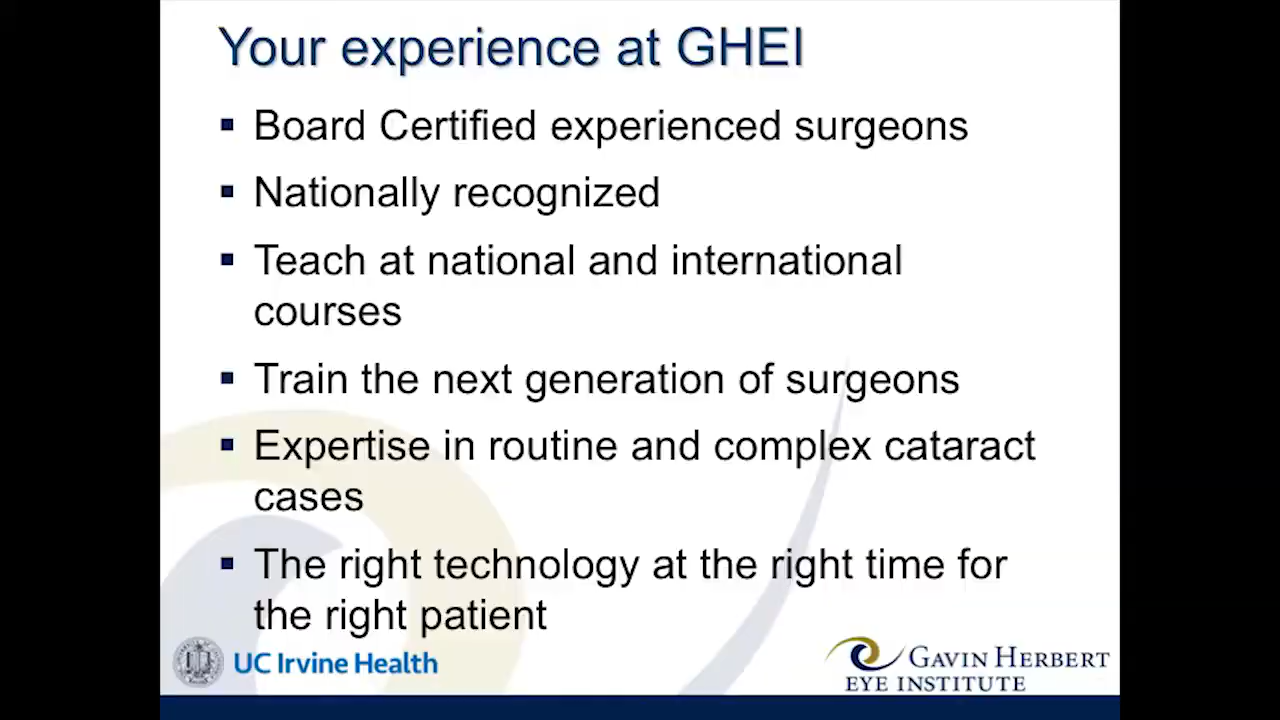 Your experience at GHEI
▪ Board Certified experienced surgeons
▪ Nationally recognized
▪ Teach at national and international
courses
▪ Train the next generation of surgeons
▪ Expertise in routine and complex cataract
cases
▪ The right technology at the right time for
the right patient
UC Irvine Health
GAVIN HERBERT
EYE INSTITUTE